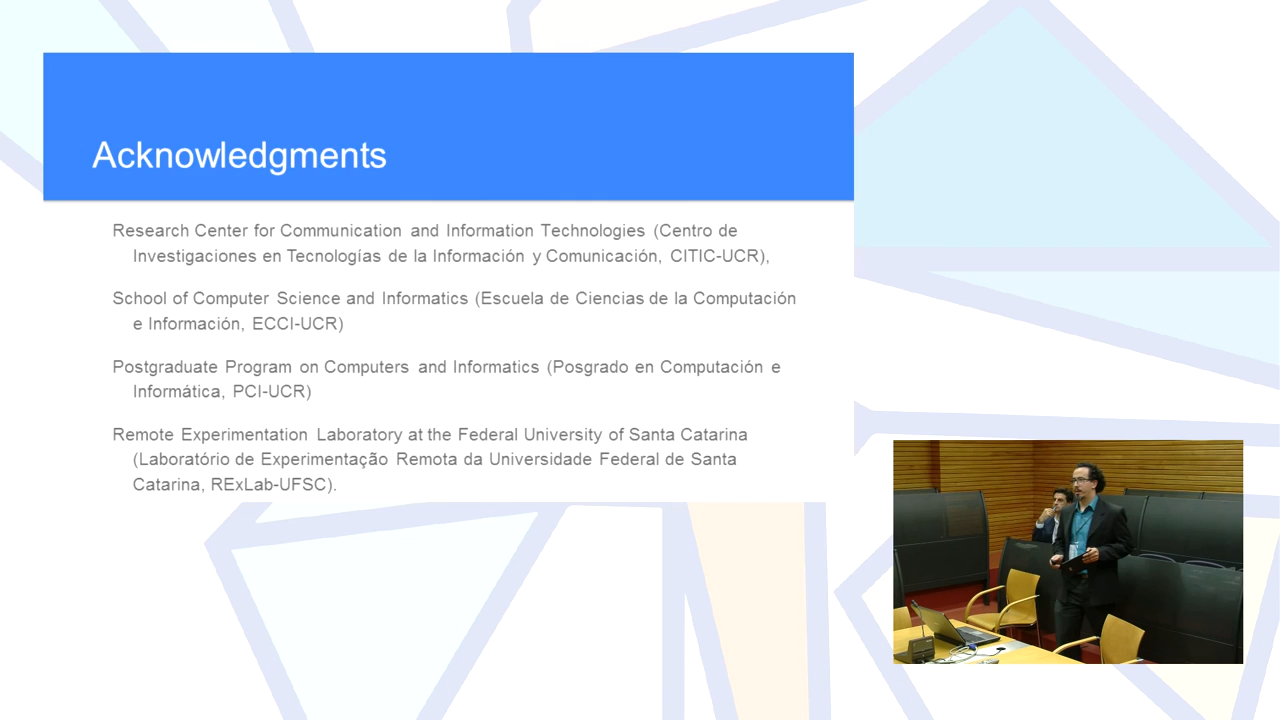 Acknowledgments
Research Center for Communication and Information Technologies (Centro de
Investigaciones en Tecnologías de la Información y Comunicación, CITIC-UCR),
School of Computer Science and Informatics (Escuela de Ciencias de la Computación
e Información, ECCI-UCR)
Postgraduate Program on Computers and Informatics (Posgrado en Computación e
Informática, PCI-UCR)
Remote Experimentation Laboratory at the Federal University of Santa Catarina
(Laboratório de Experimentação Remota da Universidade Federal de Santa
Catarina, RExLab-UFSC).